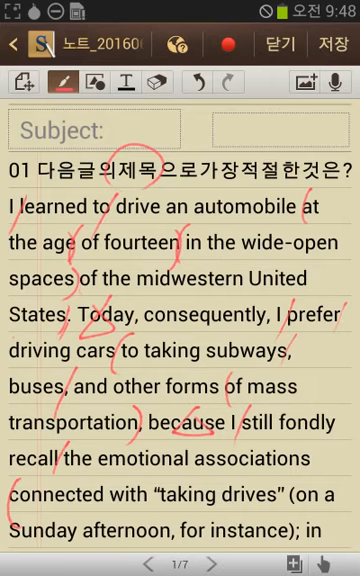 오전 9:48
노트_20160
닫기
저장
Subject:
01 다음글의제목으로가장적절한것은?
I learned to drive an automobile at
the age of fourteen in the wide-open
spaces of the midwestern United
States. Today, consequently, I prefer
driving cars to taking subways,
buses, and other forms of mass
transportation, because I still fondly
recall the emotional associations
connected with “taking drives” (on a
Sunday afternoon, for instance); in
1/7